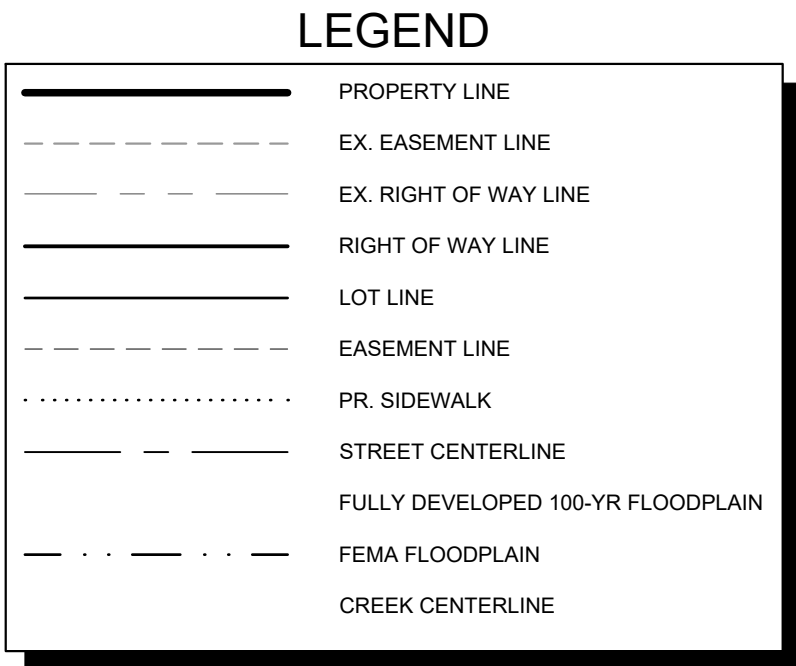 LEGEND
PROPERTY LINE
EX. EASEMENT LINE
EX. RIGHT OF WAY LINE
RIGHT OF WAY LINE
LOT LINE
EASEMENT LINE
PR. SIDEWALK
STREET CENTERLINE
FULLY DEVELOPED 100-YR FLOODPLAIN
FEMA FLOODPLAIN
CREEK CENTERLINE